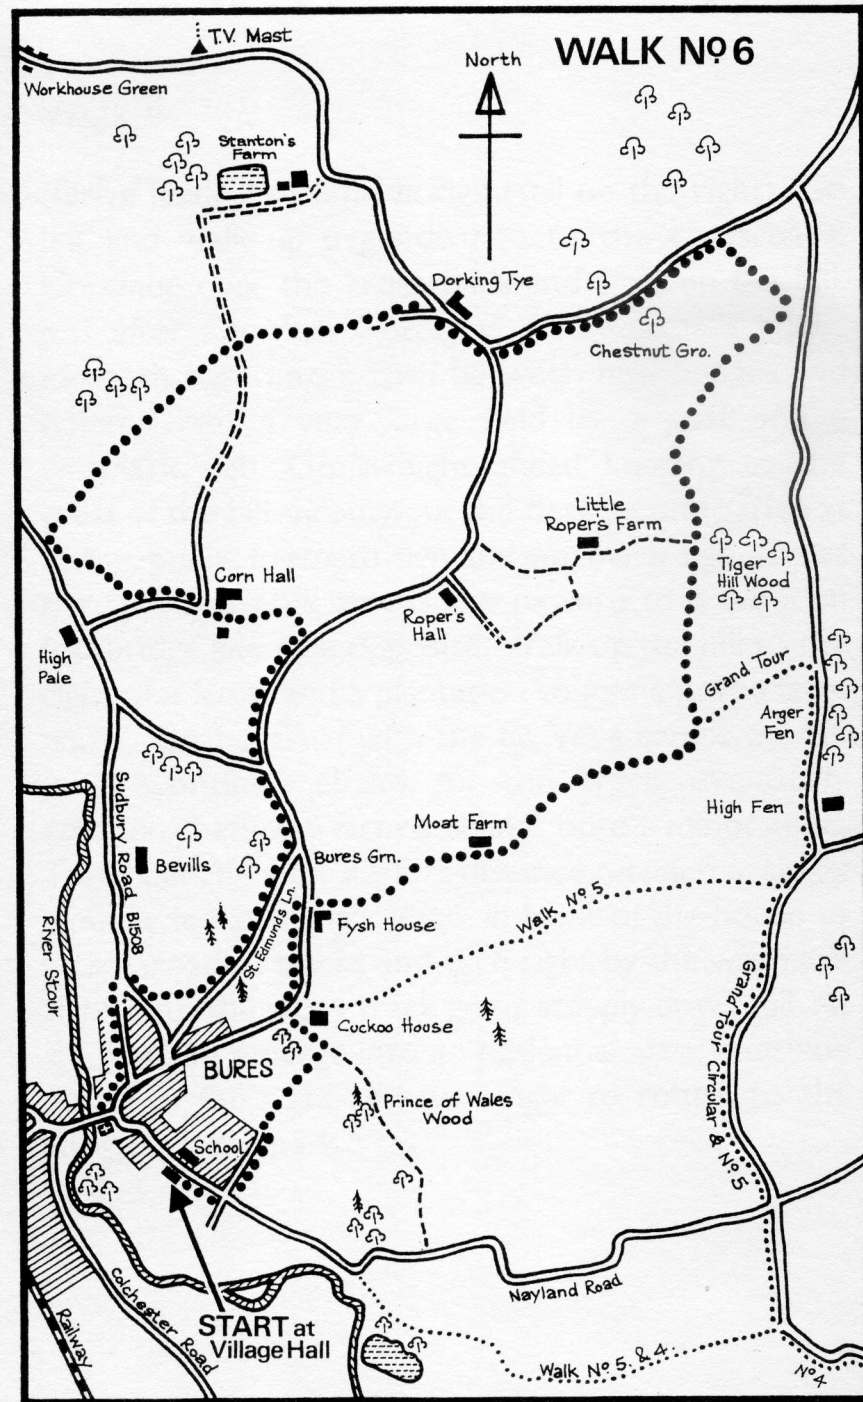 T.V. Mast
WALK Nº 6
North
Workhouse Green
Stanton's
Farm
Dorking Tye
Chestnut Gro.
Little
Roper's Farm
Tiger
Hill Wood
Corn Hall
Roper's
Hall
High
Pale
Grand Tour
Arger
Fen
High Fen
Moat Farm
Sudbury Road B1508
Bevills
Bures Grn.
St. Edmunds Ln.
Fysh House
Walk Nº 5
River Stour
Cuckoo House
BURES
Grand Tour Circular & Nº 5
Prince of Wales
Wood
School
Nayland Road
START at
Village Hall
Colchester Road
Railway
Walk Nº 5. & 4.
Nº 4